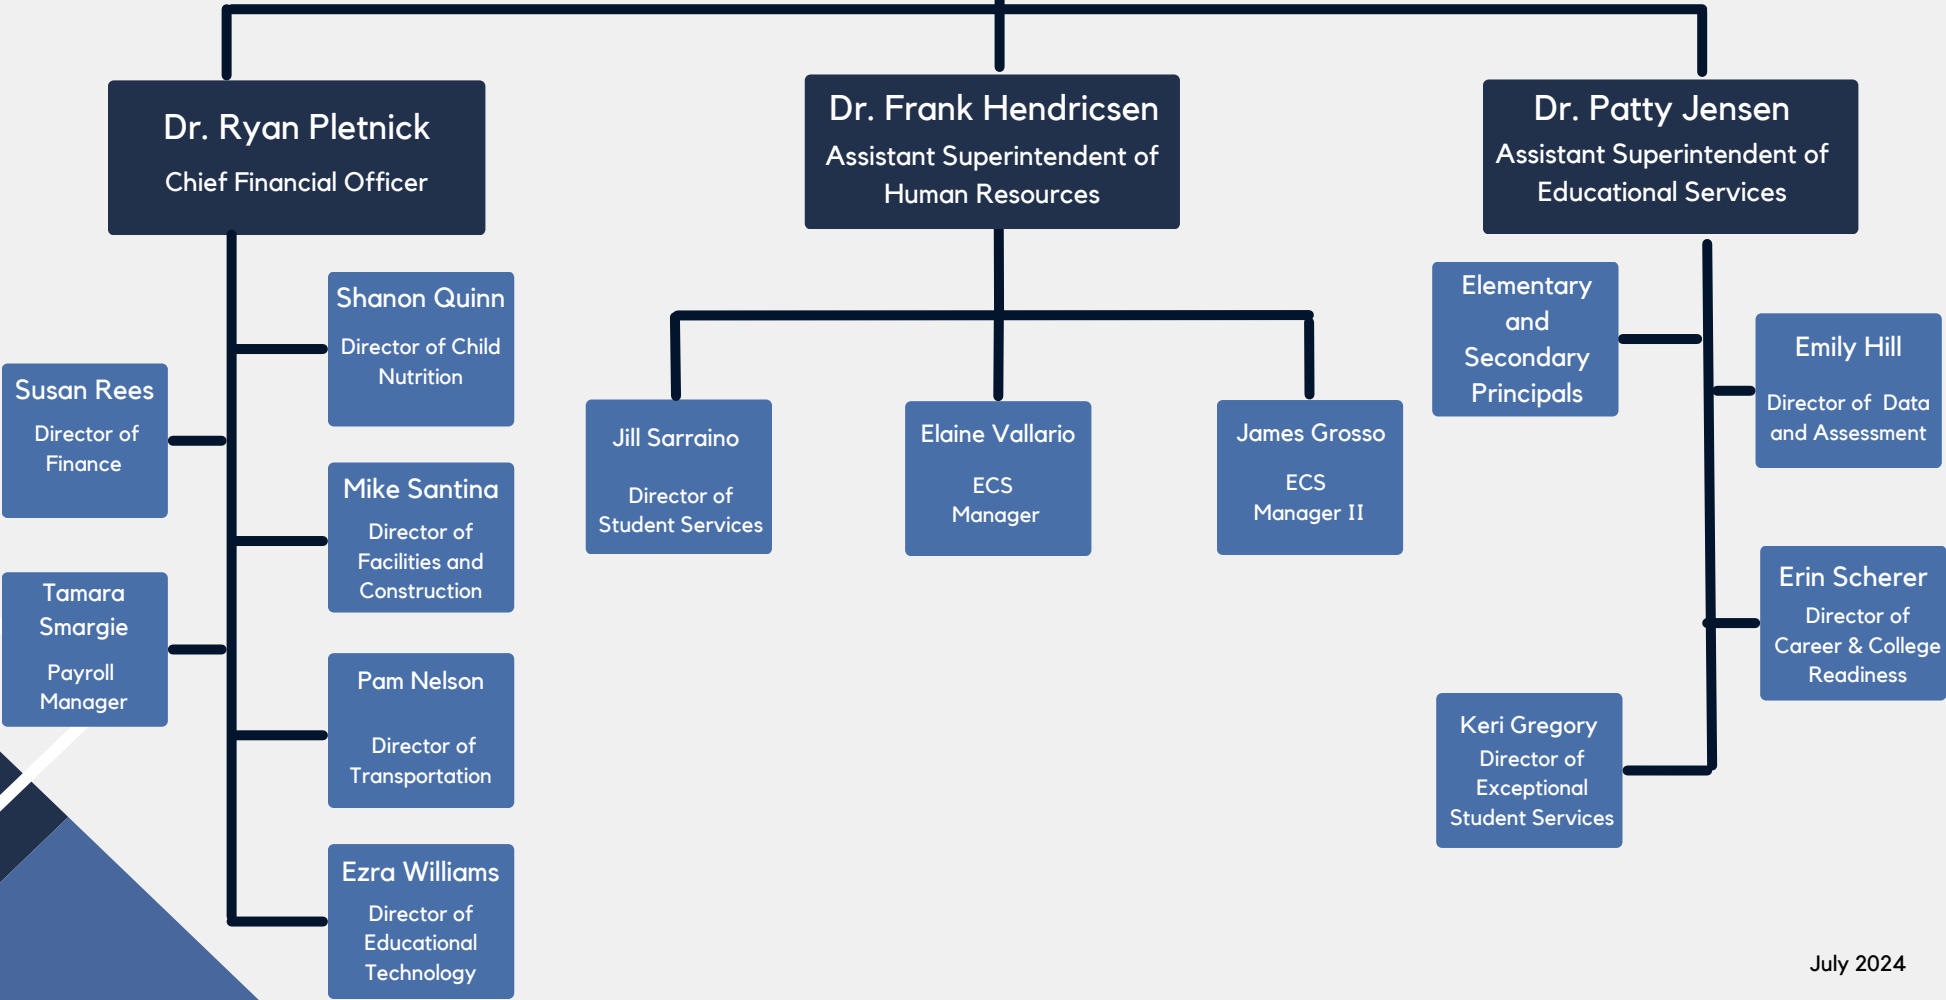 Dr. Ryan Pletnick
Chief Financial Officer
Dr. Frank Hendricsen
Assistant Superintendent of
Human Resources
Dr. Patty Jensen
Assistant Superintendent of
Educational Services
Susan Rees
Director of
Finance
Tamara
Smargie
Payroll
Manager
Shanon Quinn
Director of Child
Nutrition
Mike Santina
Director of
Facilities and
Construction
Pam Nelson
Director of
Transportation
Ezra Williams
Director of
Educational
Technology
Jill Sarraino
Director of
Student Services
Elaine Vallario
ECS
Manager
James Grosso
ECS
Manager II
Elementary
and
Secondary
Principals
Emily Hill
Director of Data
and Assessment
Erin Scherer
Director of
Career & College
Readiness
Keri Gregory
Director of
Exceptional
Student Services
July 2024